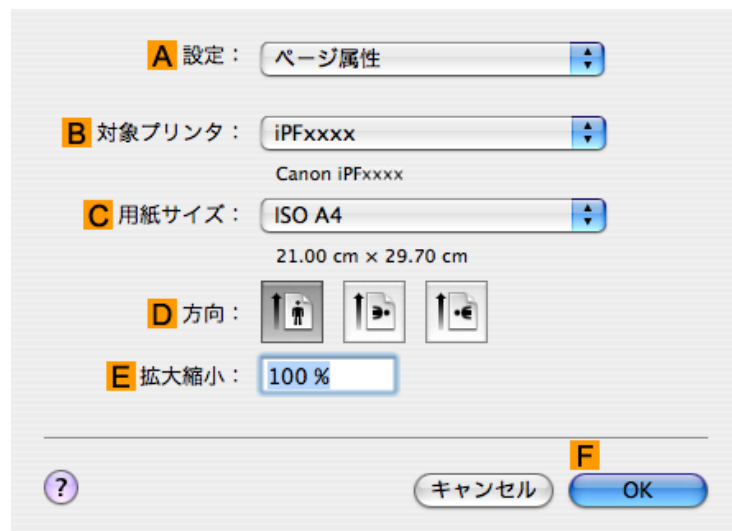 A 設定： ページ属性
B 対象プリンタ： iPFxxxx
Canon iPFxxxx
C 用紙サイズ： ISO A4
21.00 cm × 29.70 cm
D 方向：
E 拡大縮小： 100 %
F
? キャンセル OK